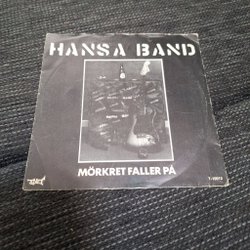 HANSA BAND
MÖRKRET FALLER PÅ